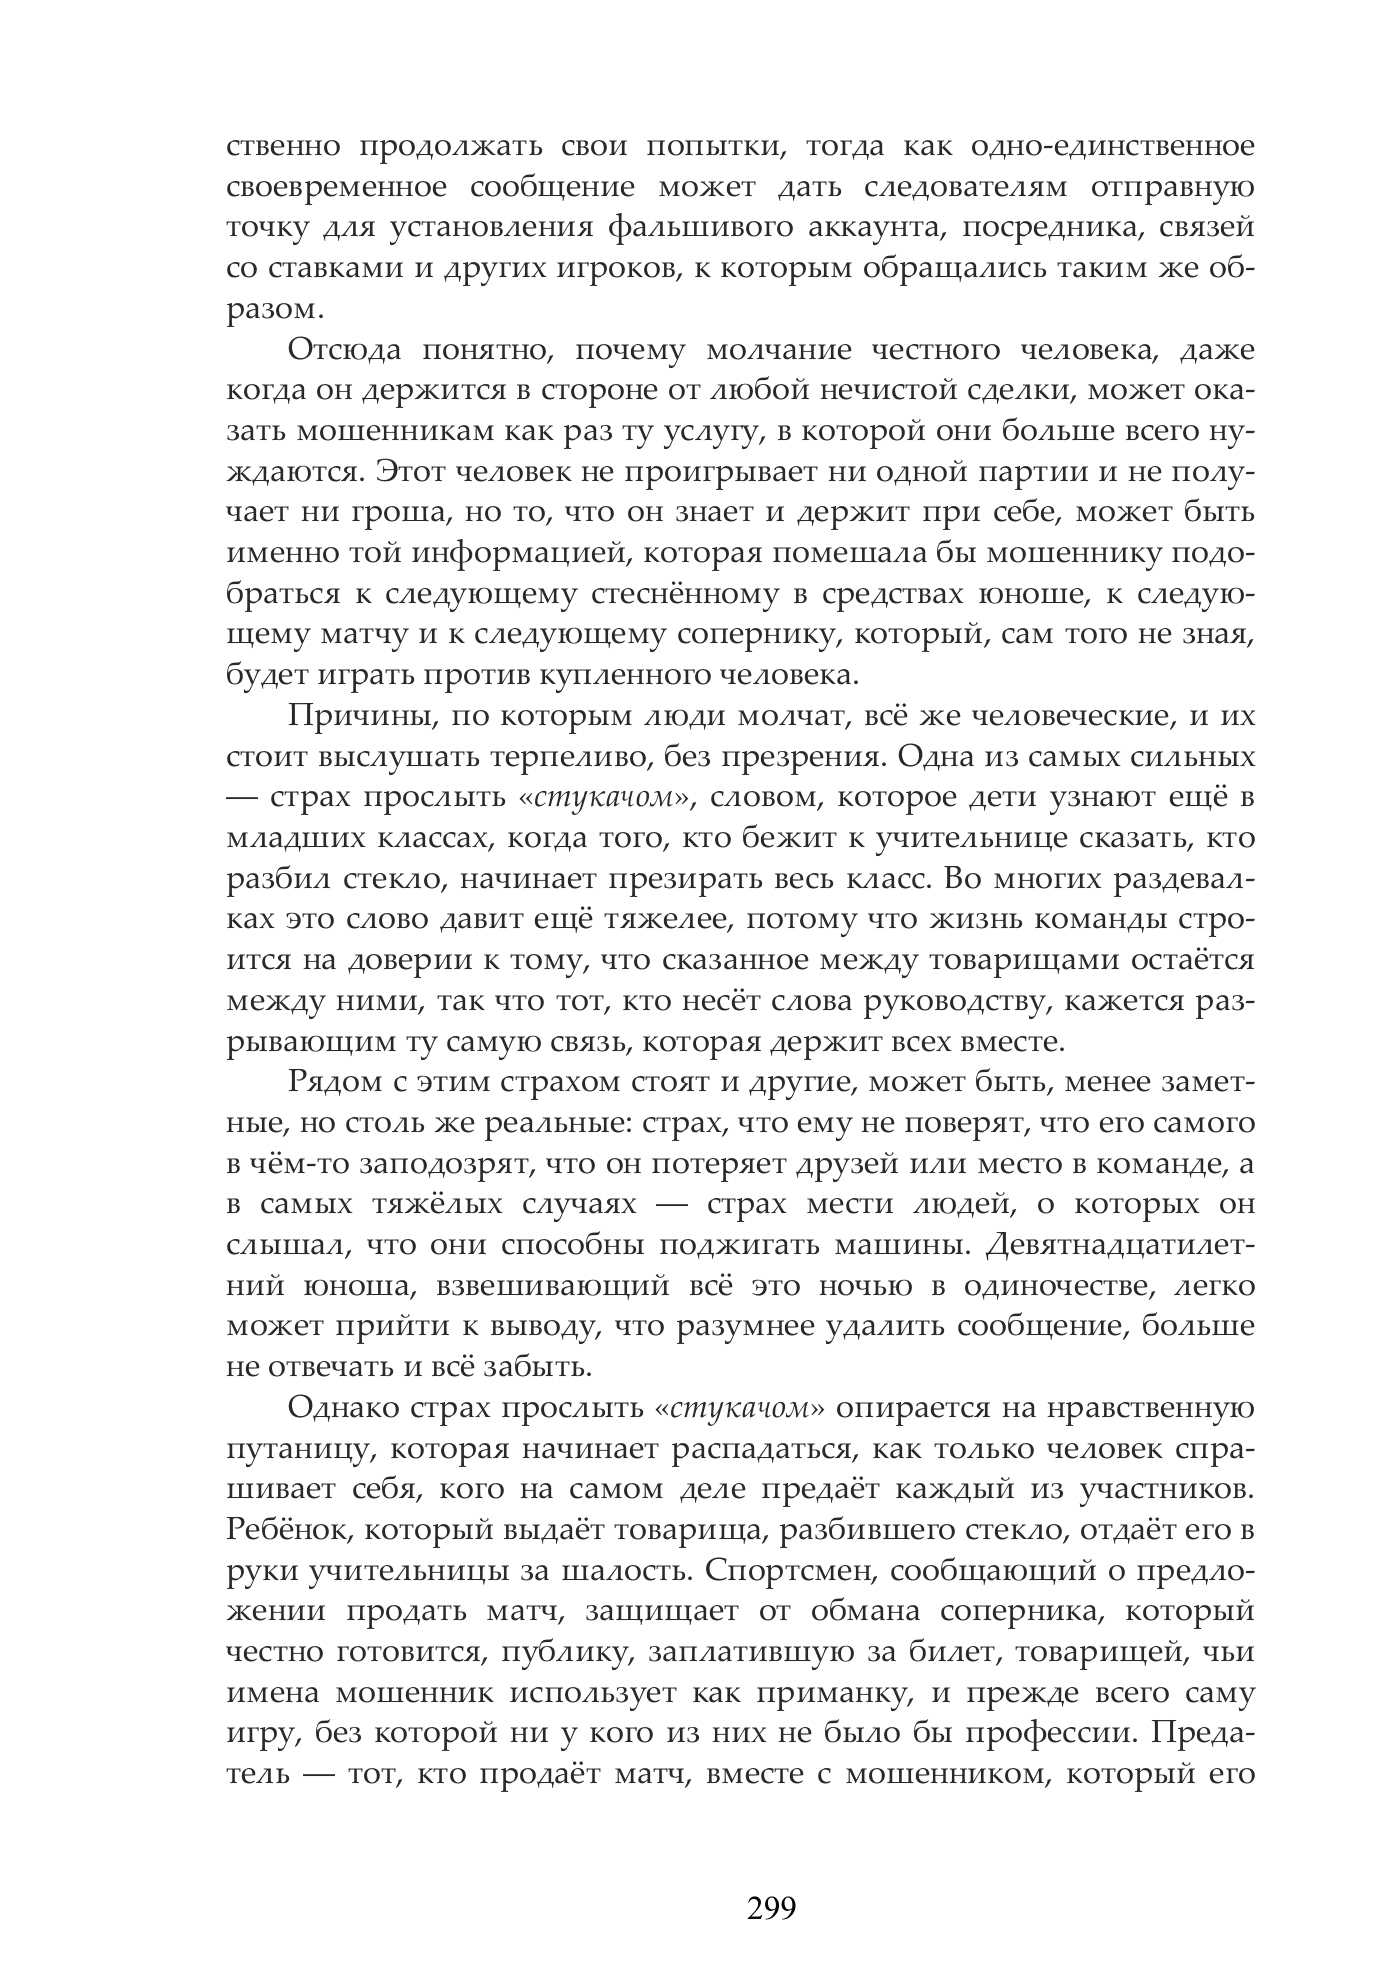 ственно продолжать свои попытки, тогда как одно-единственное
своевременное сообщение может дать следователям отправную
точку для установления фальшивого аккаунта, посредника, связей
со ставками и других игроков, к которым обращались таким же об-
разом.
Отсюда понятно, почему молчание честного человека, даже
когда он держится в стороне от любой нечистой сделки, может ока-
зать мошенникам как раз ту услугу, в которой они больше всего ну-
ждаются. Этот человек не проигрывает ни одной партии и не полу-
чает ни гроша, но то, что он знает и держит при себе, может быть
именно той информацией, которая помешала бы мошеннику подо-
браться к следующему стеснённому в средствах юноше, к следую-
щему матчу и к следующему сопернику, который, сам того не зная,
будет играть против купленного человека.
Причины, по которым люди молчат, всё же человеческие, и их
стоит выслушать терпеливо, без презрения. Одна из самых сильных
— страх прослыть «стукачом», словом, которое дети узнают ещё в
младших классах, когда того, кто бежит к учительнице сказать, кто
разбил стекло, начинает презирать весь класс. Во многих раздевал-
ках это слово давит ещё тяжелее, потому что жизнь команды стро-
ится на доверии к тому, что сказанное между товарищами остаётся
между ними, так что тот, кто несёт слова руководству, кажется раз-
рывающим ту самую связь, которая держит всех вместе.
Рядом с этим страхом стоят и другие, может быть, менее замет-
ные, но столь же реальные: страх, что ему не поверят, что его самого
в чём-то заподозрят, что он потеряет друзей или место в команде, а
в самых тяжёлых случаях — страх мести людей, о которых он
слышал, что они способны поджигать машины. Девятнадцатилет-
ний юноша, взвешивающий всё это ночью в одиночестве, легко
может прийти к выводу, что разумнее удалить сообщение, больше
не отвечать и всё забыть.
Однако страх прослыть «стукачом» опирается на нравственную
путаницу, которая начинает распадаться, как только человек спра-
шивает себя, кого на самом деле предаёт каждый из участников.
Ребёнок, который выдаёт товарища, разбившего стекло, отдаёт его в
руки учительницы за шалость. Спортсмен, сообщающий о предло-
жении продать матч, защищает от обмана соперника, который
честно готовится, публику, заплатившую за билет, товарищей, чьи
имена мошенник использует как приманку, и прежде всего саму
игру, без которой ни у кого из них не было бы профессии. Преда-
тель — тот, кто продаёт матч, вместе с мошенником, который его
299